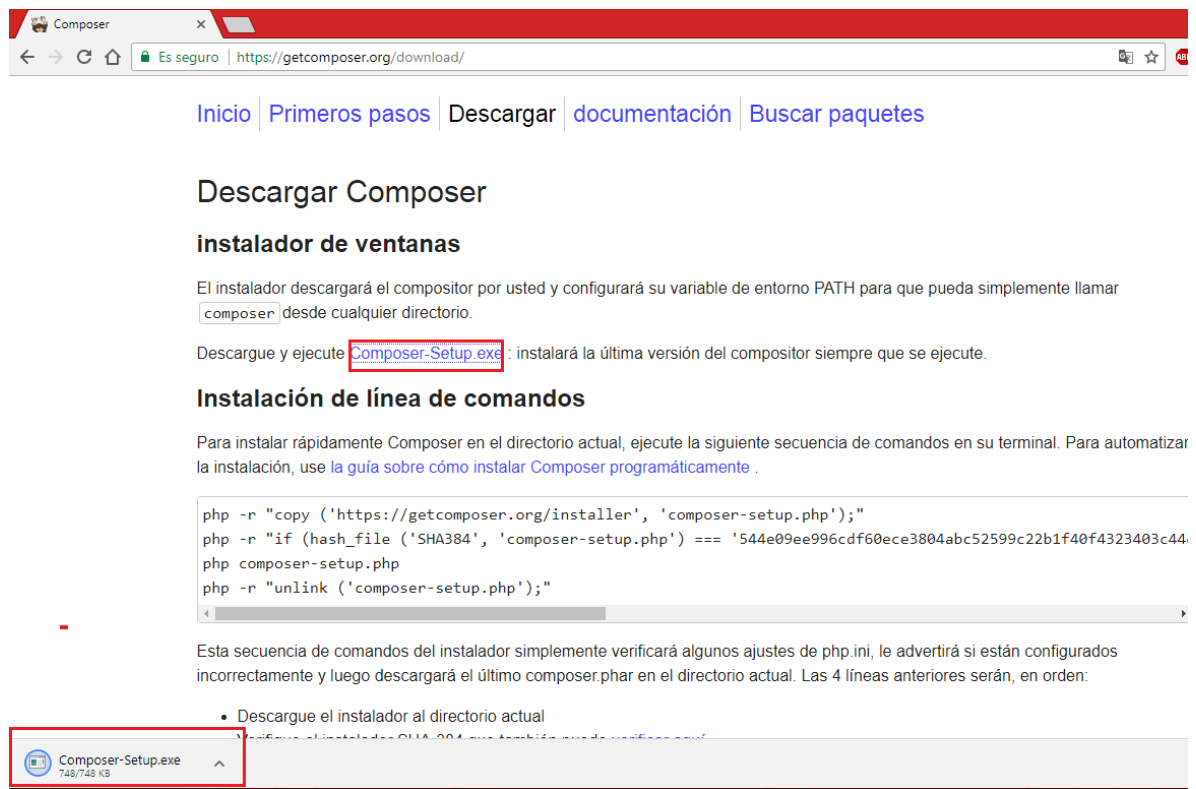 Composer
Es seguro | https://getcomposer.org/download/
Inicio Primeros pasos Descargar documentación Buscar paquetes
Descargar Composer
instalador de ventanas
El instalador descargará el compositor por usted y configurará su variable de entorno PATH para que pueda simplemente llamar
composer desde cualquier directorio.
Descargue y ejecute Composer-Setup.exe : instalará la última versión del compositor siempre que se ejecute.
Instalación de línea de comandos
Para instalar rápidamente Composer en el directorio actual, ejecute la siguiente secuencia de comandos en su terminal. Para automatizar
la instalación, use la guía sobre cómo instalar Composer programáticamente .
php -r "copy ('https://getcomposer.org/installer', 'composer-setup.php');"
php -r "if (hash_file ('SHA384', 'composer-setup.php') === '544e09ee996cdf60ece3804abc52599c22b1f40f4323403c44
php composer-setup.php
php -r "unlink ('composer-setup.php');"
Esta secuencia de comandos del instalador simplemente verificará algunos ajustes de php.ini, le advertirá si están configurados
incorrectamente y luego descargará el último composer.phar en el directorio actual. Las 4 líneas anteriores serán, en orden:
• Descargue el instalador al directorio actual
Composer-Setup.exe
748/748 KB